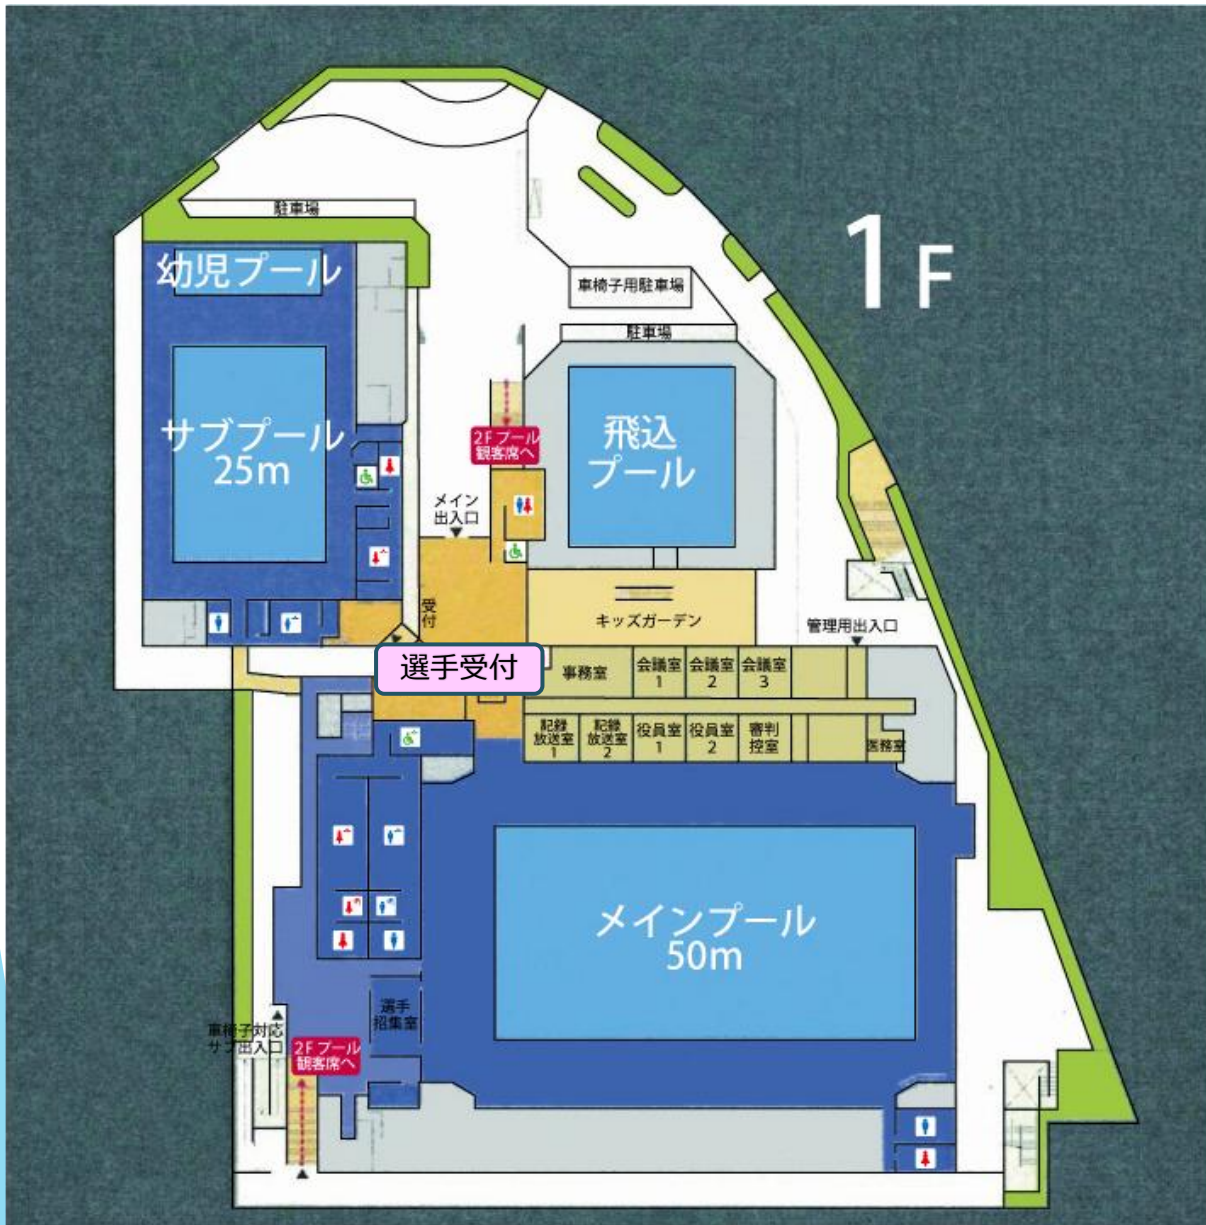 1F
駐車場
幼児プール
車椅子用駐車場
駐車場
サブプール
25m
2Fプール
観客席へ
飛込
プール
メイン
出入口
受付
キッズガーデン
管理用出入口
選手受付
事務室
会議室
1
会議室
2
会議室
3
記録
放送室
1
記録
放送室
2
役員室
1
役員室
2
審判
控室
医務室
メインプール
50m
選手
招集室
車椅子対応
サブ出入口
2Fプール
観客席へ